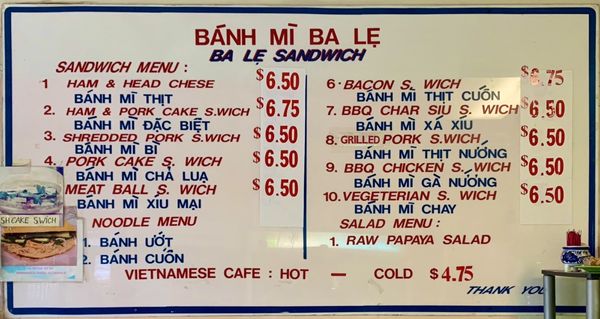 BÁNH MÌ BA LẸ
BA LẸ SANDWICH
SANDWICH MENU :
1 HAM & HEAD CHESE $6.50
BÁNH MÌ THỊT
2. HAM & PORK CAKE S.WICH $6.75
BÁNH MÌ ĐẶC BIỆT
3. SHREDDED PORK S.WICH $6.50
BÁNH MÌ BÌ
4. PORK CAKE S. WICH $6.50
BÁNH MÌ CHẢ LỤA
MEAT BALL S. WICH $6.50
BÁNH MÌ XIU MẠI
NOODLE MENU
1. BÁNH ƯỚT
2. BÁNH CUỐN
6 BACON S. WICH $6.75
BÁNH MÌ THỊT CUỐN
7. BBQ CHAR SIU S. WICH $6.50
BÁNH MÌ XÁ XÍU
8. GRILLED PORK S.WICH $6.50
BÁNH MÌ THỊT NƯỚNG
9. BBQ CHICKEN S. WICH $6.50
BÁNH MÌ GÀ NƯỚNG
10. VEGETERIAN S. WICH $6.50
BÁNH MÌ CHAY
SALAD MENU :
1. RAW PAPAYA SALAD
VIETNAMESE CAFE : HOT — COLD $4.75
THANK YOU
SH CAKE S.WICH